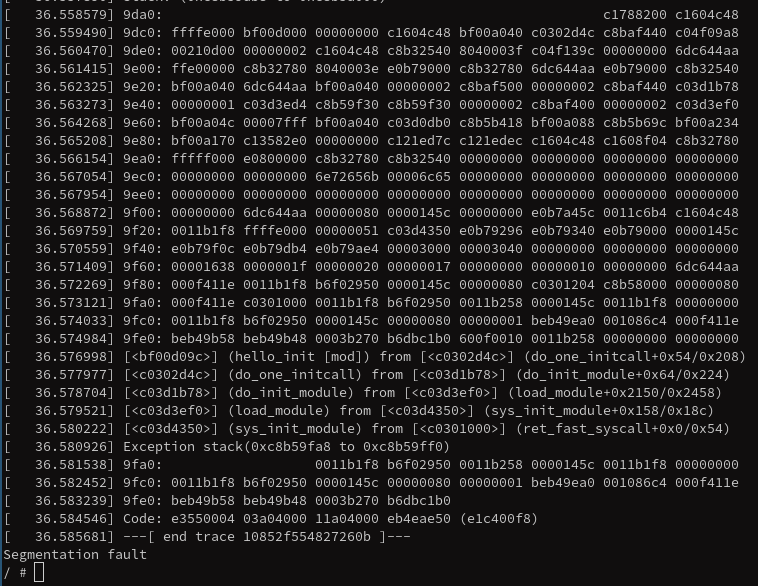 [   36.558579] 9da0:                                                       c1788200 c1604c48
[   36.559490] 9dc0: ffffe000 bf00d000 00000000 c1604c48 bf00a040 c0302d4c c8baf440 c04f09a8
[   36.560470] 9de0: 00210d00 00000002 c1604c48 c8b32540 8040003f c04f139c 00000000 6dc644aa
[   36.561415] 9e00: ffe00000 c8b32780 8040003e e0b79000 c8b32780 6dc644aa e0b79000 c8b32540
[   36.562325] 9e20: bf00a040 6dc644aa bf00a040 00000002 c8baf500 00000002 c8baf440 c03d1b78
[   36.563273] 9e40: 00000001 c03d3ed4 c8b59f30 c8b59f30 00000002 c8baf400 00000002 c03d3ef0
[   36.564268] 9e60: bf00a04c 00007fff bf00a040 c03d0db0 c8b5b418 bf00a088 c8b5b69c bf00a234
[   36.565208] 9e80: bf00a170 c13582e0 00000000 c121ed7c c121edec c1604c48 c1608f04 c8b32780
[   36.566154] 9ea0: fffff000 e0800000 c8b32780 c8b32540 00000000 00000000 00000000 00000000
[   36.567054] 9ec0: 00000000 00000000 6e72656b 00006c65 00000000 00000000 00000000 00000000
[   36.567954] 9ee0: 00000000 00000000 00000000 00000000 00000000 00000000 00000000 00000000
[   36.568872] 9f00: 00000000 6dc644aa 00000080 0000145c 00000000 e0b7a45c 0011c6b4 c1604c48
[   36.569759] 9f20: 0011b1f8 ffffe000 00000051 c03d4350 e0b79296 e0b79340 e0b79000 0000145c
[   36.570559] 9f40: e0b79f0c e0b79db4 e0b79ae4 00003000 00003040 00000000 00000000 00000000
[   36.571409] 9f60: 00001638 0000001f 00000020 00000017 00000000 00000010 00000000 6dc644aa
[   36.572269] 9f80: 000f411e 0011b1f8 b6f02950 0000145c 00000080 c0301204 c8b58000 00000080
[   36.573121] 9fa0: 000f411e c0301000 0011b1f8 b6f02950 0011b258 0000145c 0011b1f8 00000000
[   36.574033] 9fc0: 0011b1f8 b6f02950 0000145c 00000080 00000001 beb49ea0 001086c4 000f411e
[   36.574984] 9fe0: beb49b58 beb49b48 0003b270 b6dbc1b0 600f0010 0011b258 00000000 00000000
[   36.576998] [<bf00d09c>] (hello_init [mod]) from [<c0302d4c>] (do_one_initcall+0x54/0x208)
[   36.577977] [<c0302d4c>] (do_one_initcall) from [<c03d1b78>] (do_init_module+0x64/0x224)
[   36.578704] [<c03d1b78>] (do_init_module) from [<c03d3ef0>] (load_module+0x2150/0x2458)
[   36.579521] [<c03d3ef0>] (load_module) from [<c03d4350>] (sys_init_module+0x158/0x18c)
[   36.580222] [<c03d4350>] (sys_init_module) from [<c0301000>] (ret_fast_syscall+0x0/0x54)
[   36.580926] Exception stack(0xc8b59fa8 to 0xc8b59ff0)
[   36.581538] 9fa0:                   0011b1f8 b6f02950 0011b258 0000145c 0011b1f8 00000000
[   36.582452] 9fc0: 0011b1f8 b6f02950 0000145c 00000080 00000001 beb49ea0 001086c4 000f411e
[   36.583239] 9fe0: beb49b58 beb49b48 0003b270 b6dbc1b0
[   36.584546] Code: e3550004 03a04000 11a04000 eb4eae50 (e1c400f8)
[   36.585681] ---[ end trace 10852f554827260b ]---
Segmentation fault
/ #